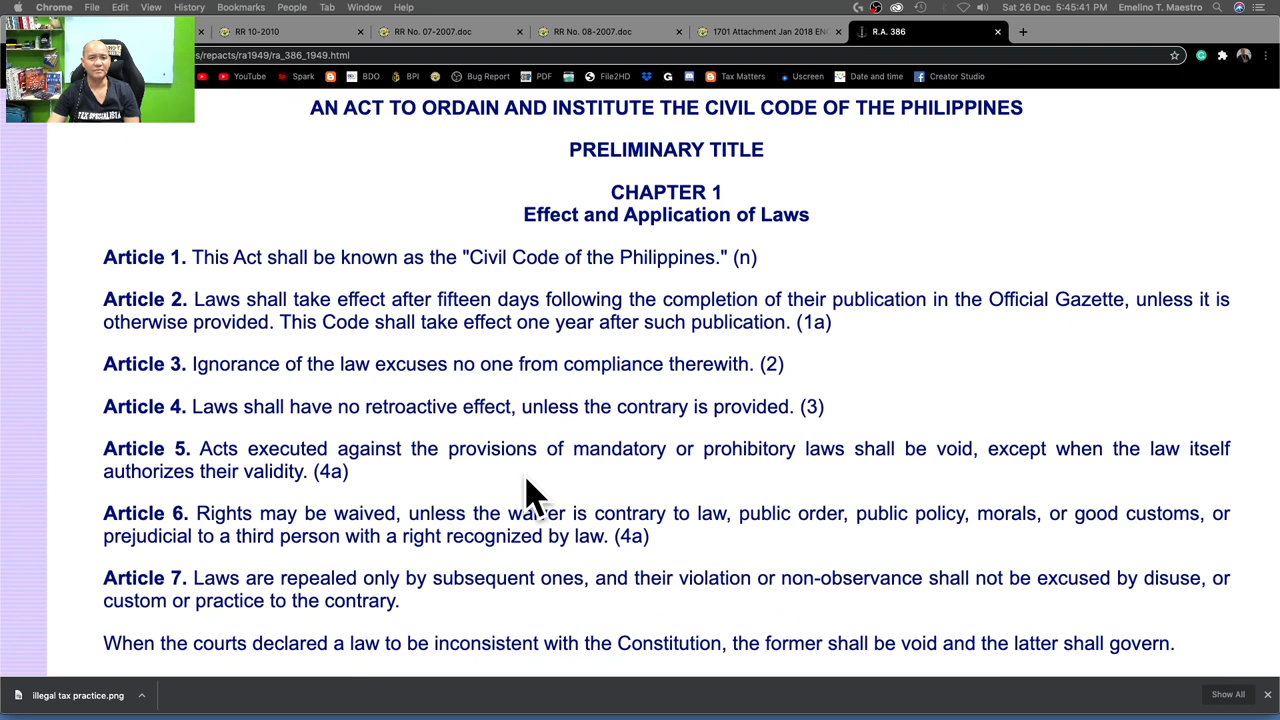 Chrome File Edit View History Bookmarks People Tab Window Help Sat 26 Dec 5:45:41 PM Emelino T. Maestro
RR 10-2010 RR No. 07-2007.doc RR No. 08-2007.doc 1701 Attachment Jan 2018 EN R.A. 386
s/repacts/ra1949/ra_386_1949.html
YouTube Spark BDO BPI Bug Report PDF File2HD Tax Matters Uscreen Date and time Creator Studio
TAX SPECIALISTA
AN ACT TO ORDAIN AND INSTITUTE THE CIVIL CODE OF THE PHILIPPINES
PRELIMINARY TITLE
CHAPTER 1
Effect and Application of Laws
Article 1. This Act shall be known as the "Civil Code of the Philippines." (n)
Article 2. Laws shall take effect after fifteen days following the completion of their publication in the Official Gazette, unless it is
otherwise provided. This Code shall take effect one year after such publication. (1a)
Article 3. Ignorance of the law excuses no one from compliance therewith. (2)
Article 4. Laws shall have no retroactive effect, unless the contrary is provided. (3)
Article 5. Acts executed against the provisions of mandatory or prohibitory laws shall be void, except when the law itself
authorizes their validity. (4a)
Article 6. Rights may be waived, unless the waiver is contrary to law, public order, public policy, morals, or good customs, or
prejudicial to a third person with a right recognized by law. (4a)
Article 7. Laws are repealed only by subsequent ones, and their violation or non-observance shall not be excused by disuse, or
custom or practice to the contrary.
When the courts declared a law to be inconsistent with the Constitution, the former shall be void and the latter shall govern.
illegal tax practice.png Show All